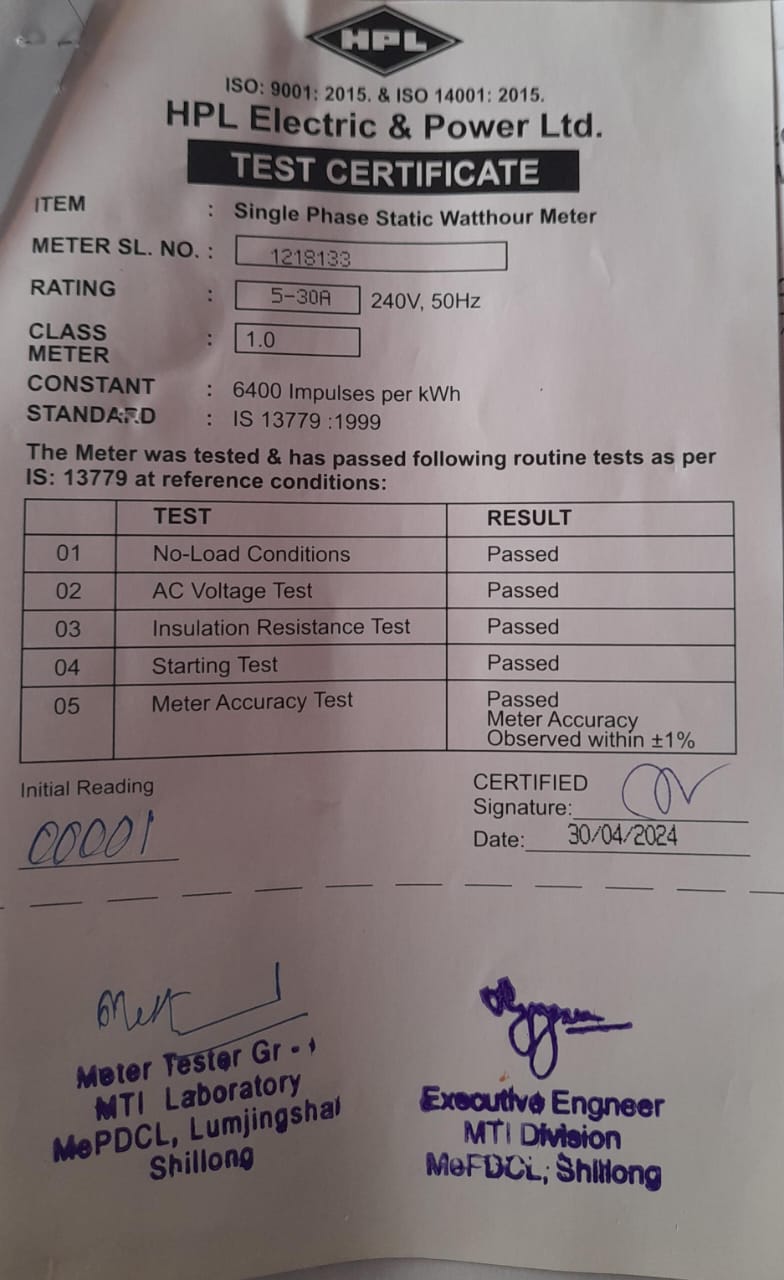 HPL
ISO: 9001: 2015. & ISO 14001: 2015.
HPL Electric & Power Ltd.
TEST CERTIFICATE
ITEM : Single Phase Static Watthour Meter
METER SL. NO. : 1218133
RATING : 5-30A 240V, 50Hz
CLASS : 1.0
METER
CONSTANT : 6400 Impulses per kWh
STANDARD : IS 13779 :1999
The Meter was tested & has passed following routine tests as per
IS: 13779 at reference conditions:
TEST RESULT
01 No-Load Conditions Passed
02 AC Voltage Test Passed
03 Insulation Resistance Test Passed
04 Starting Test Passed
05 Meter Accuracy Test Passed
Meter Accuracy
Observed within ±1%
Initial Reading
00001
CERTIFIED
Signature:
Date: 30/04/2024
Meter Tester Gr - I
MTI Laboratory
MePDCL, Lumjingshai
Shillong
Executive Engneer
MTI Division
MePDCL, Shillong